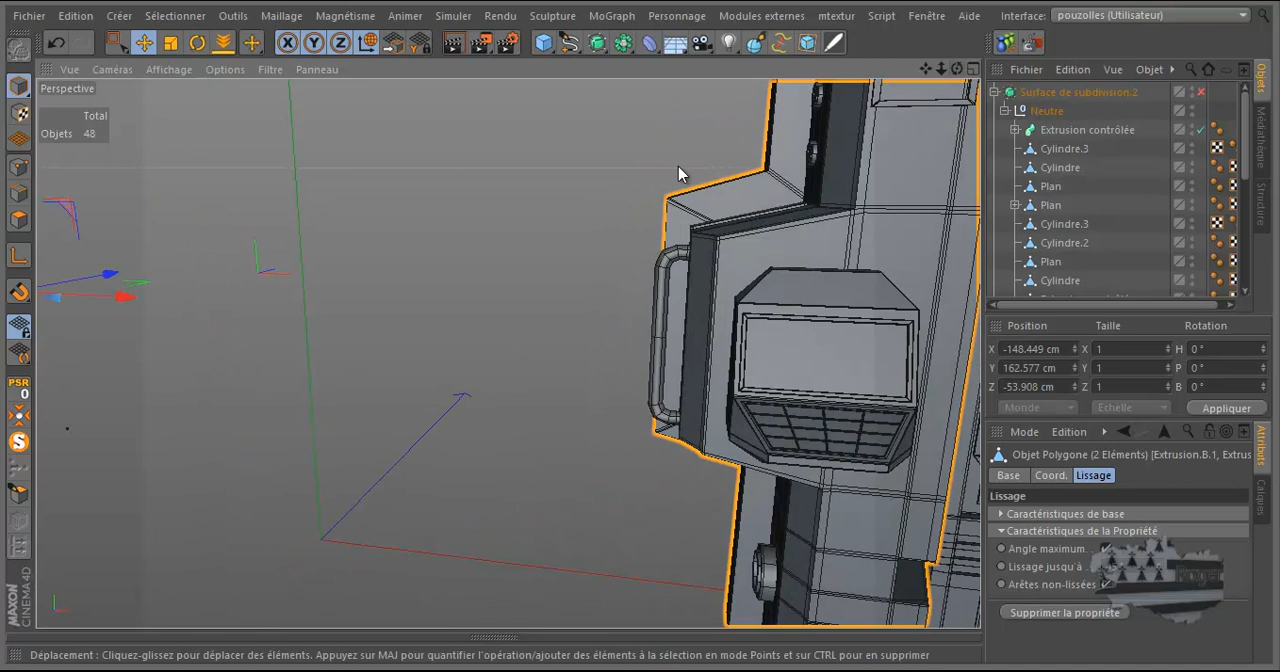 Fichier Edition Créer Sélectionner Outils Maillage Magnétisme Animer Simuler Rendu Sculpture MoGraph Personnage Modules externes mtextur Script Fenêtre Aide Interface: pouzolles (Utilisateur)
Vue Caméras Affichage Options Filtre Panneau
Fichier Edition Vue Objet
Perspective
Total
Objets 48
Surface de subdivision.2
Neutre
Extrusion contrôlée
Cylindre.3
Cylindre
Plan
Plan
Cylindre.3
Cylindre.2
Plan
Cylindre
Objets
Médiathèque
Structure
Position Taille Rotation
X -148.449 cm X 1 H 0 °
Y 162.577 cm Y 1 P 0 °
Z -53.908 cm Z 1 B 0 °
Monde Echelle Appliquer
Mode Edition
Objet Polygone (2 Eléments) [Extrusion.B.1, Extrus
Base Coord. Lissage
Lissage
Caractéristiques de base
Caractéristiques de la Propriété
Angle maximum
Lissage jusqu'à
Arêtes non-lissées
Supprimer la propriété
Attributs
Calques
PSR
0
MAXON
CINEMA 4D
Déplacement : Cliquez-glissez pour déplacer des éléments. Appuyez sur MAJ pour quantifier l'opération/ajouter des éléments à la sélection en mode Points et sur CTRL pour en supprimer